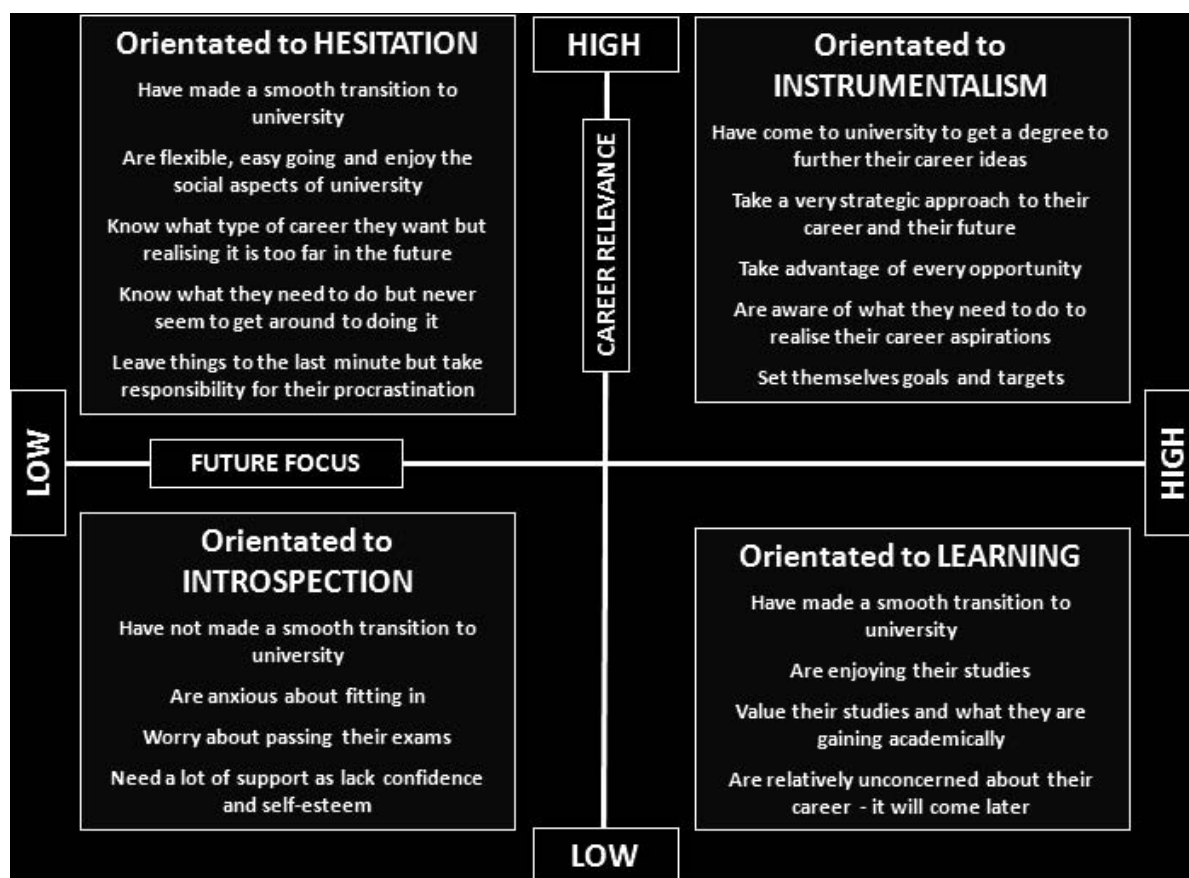 Orientated to HESITATION
Have made a smooth transition to
university
Are flexible, easy going and enjoy the
social aspects of university
Know what type of career they want but
realising it is too far in the future
Know what they need to do but never
seem to get around to doing it
Leave things to the last minute but take
responsibility for their procrastination
HIGH
CAREER RELEVANCE
Orientated to
INSTRUMENTALISM
Have come to university to get a degree to
further their career ideas
Take a very strategic approach to their
career and their future
Take advantage of every opportunity
Are aware of what they need to do to
realise their career aspirations
Set themselves goals and targets
LOW
FUTURE FOCUS
HIGH
Orientated to
INTROSPECTION
Have not made a smooth transition to
university
Are anxious about fitting in
Worry about passing their exams
Need a lot of support as lack confidence
and self-esteem
Orientated to LEARNING
Have made a smooth transition to
university
Are enjoying their studies
Value their studies and what they are
gaining academically
Are relatively unconcerned about their
career - it will come later
LOW